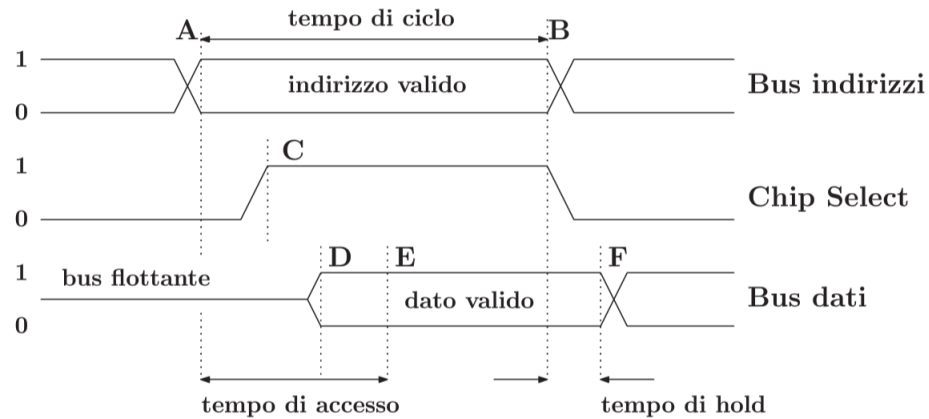 tempo di ciclo
A B
1
indirizzo valido
Bus indirizzi
0
C
1
Chip Select
0
D E F
1
bus flottante
dato valido
Bus dati
0
tempo di accesso
tempo di hold